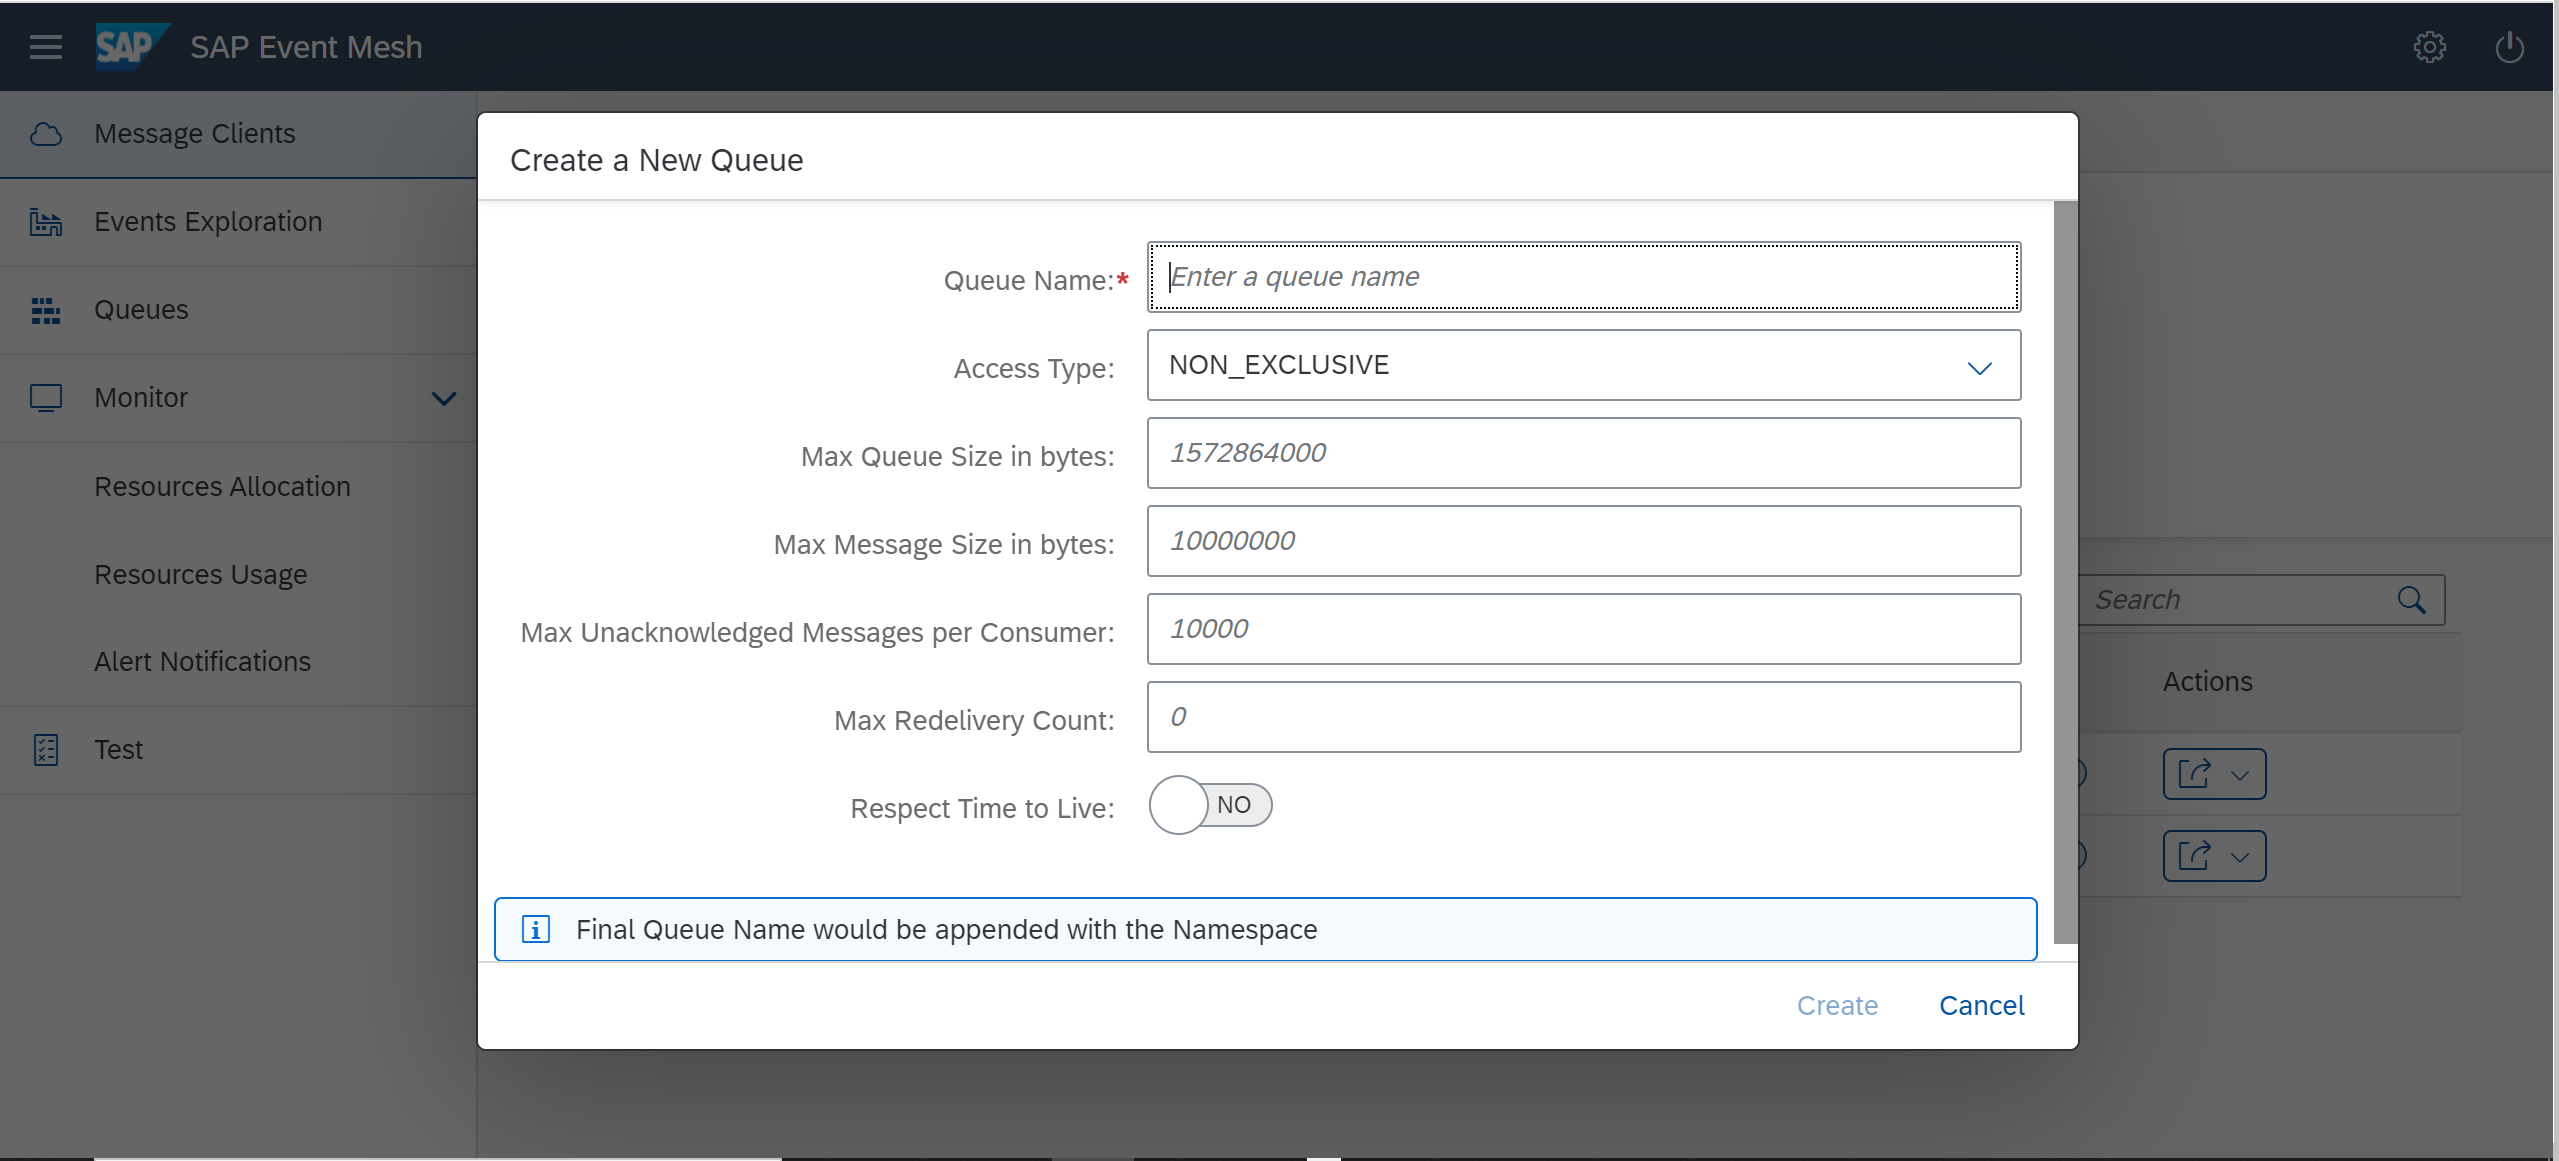 SAP SAP Event Mesh
Message Clients
Events Exploration
Queues
Monitor
Resources Allocation
Resources Usage
Alert Notifications
Test
Create a New Queue
Queue Name:* Enter a queue name
Access Type: NON_EXCLUSIVE
Max Queue Size in bytes: 1572864000
Max Message Size in bytes: 10000000
Max Unacknowledged Messages per Consumer: 10000
Max Redelivery Count: 0
Respect Time to Live: NO
Final Queue Name would be appended with the Namespace
Create Cancel
Search
Actions